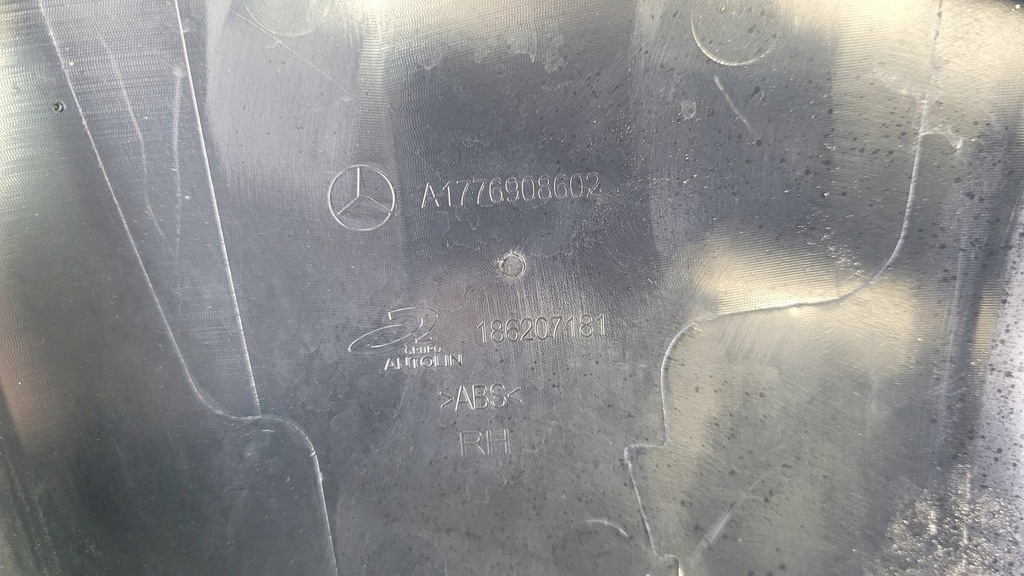 A1776908602
186207181
GRUPO
ANTOLIN
>ABS<
RH